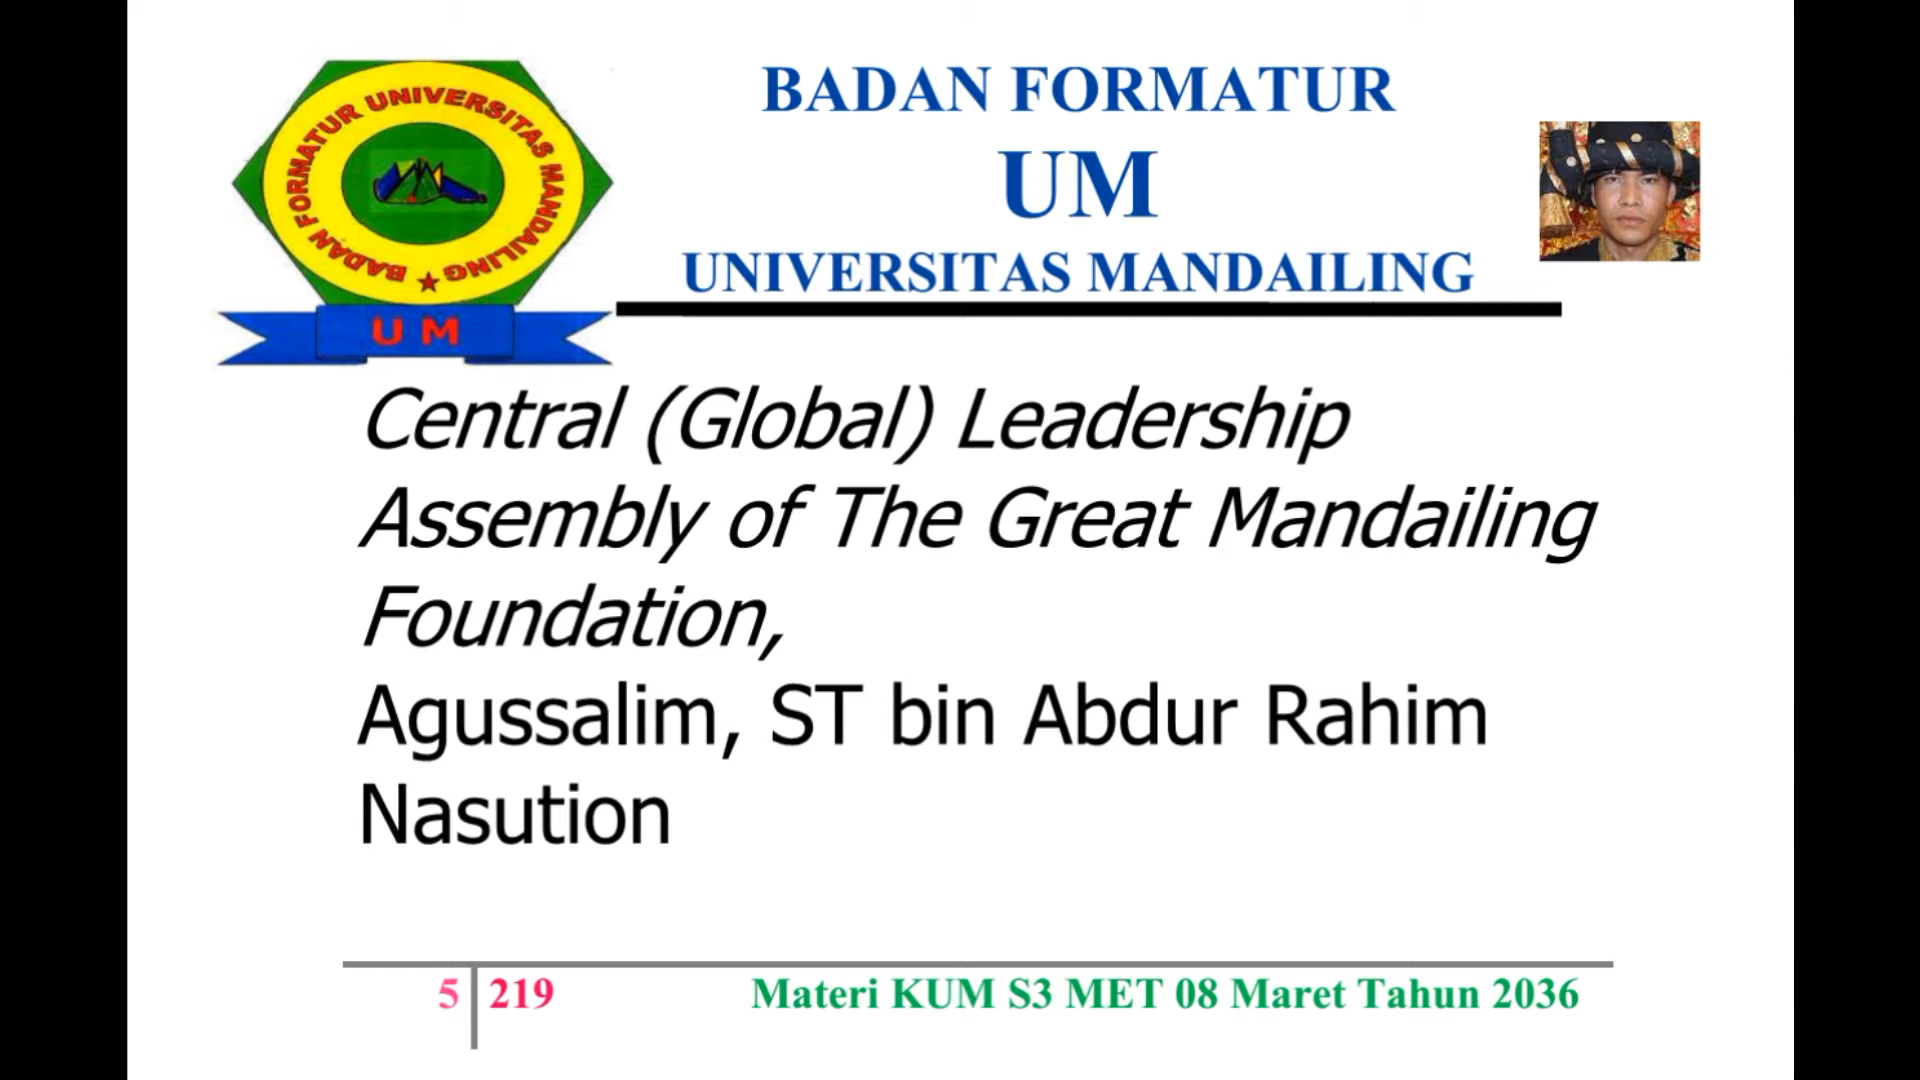 BADAN FORMATUR UNIVERSITAS MANDAILING
U M
BADAN FORMATUR
UM
UNIVERSITAS MANDAILING
Central (Global) Leadership
Assembly of The Great Mandailing
Foundation,
Agussalim, ST bin Abdur Rahim
Nasution
5 219
Materi KUM S3 MET 08 Maret Tahun 2036